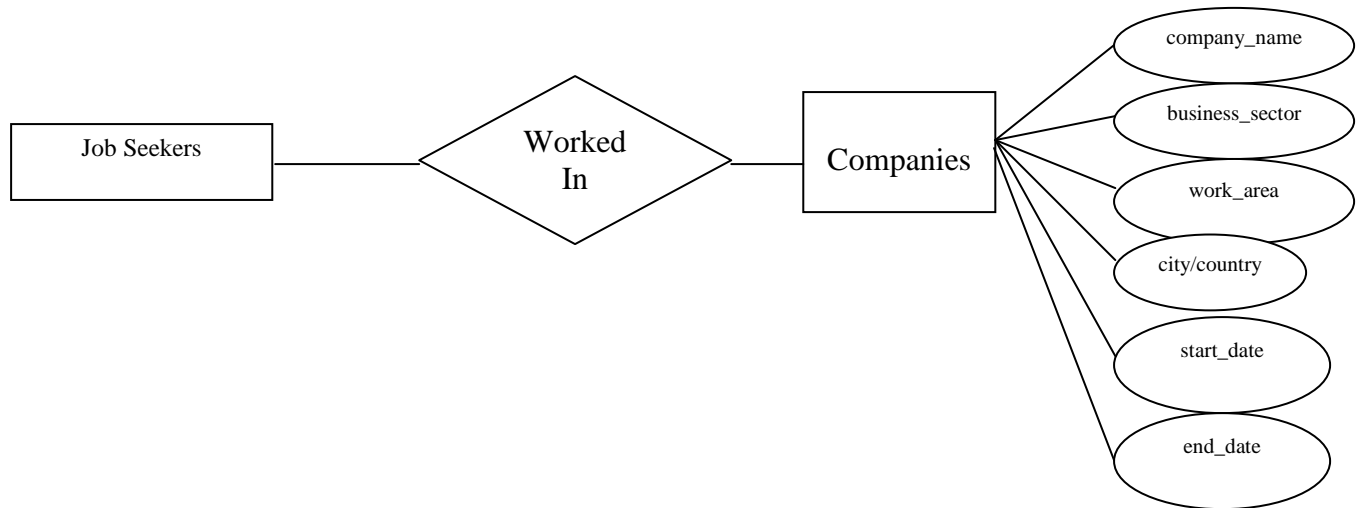 Job Seekers
Worked
In
Companies
company_name
business_sector
work_area
city/country
start_date
end_date